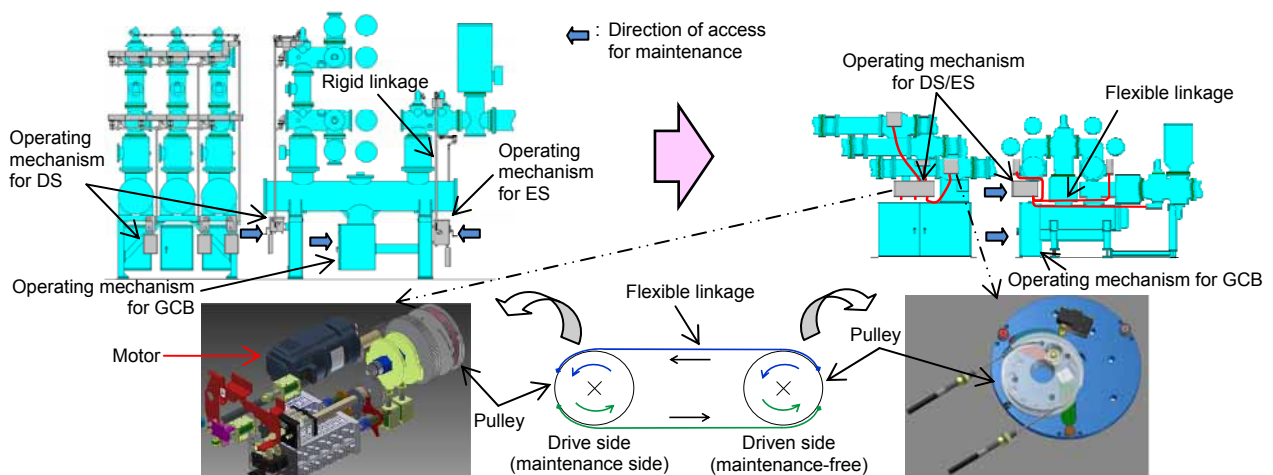 : Direction of access
for maintenance
Rigid linkage
Operating
mechanism
for DS
Operating
mechanism
for ES
Operating mechanism
for GCB
Operating mechanism
for DS/ES
Flexible linkage
Operating mechanism for GCB
Motor
Pulley
Flexible linkage
Pulley
Drive side
(maintenance side)
Driven side
(maintenance-free)